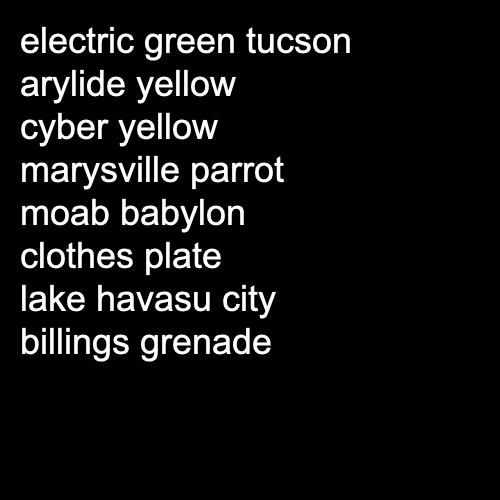 electric green tucson
arylide yellow
cyber yellow
marysville parrot
moab babylon
clothes plate
lake havasu city
billings grenade